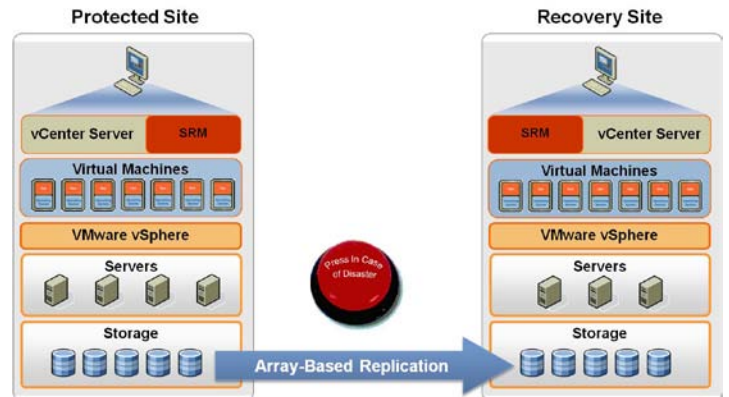 Protected Site
vCenter Server
SRM
Virtual Machines
VMware vSphere
Servers
Storage
Press In Case
of Disaster
Array-Based Replication
Recovery Site
SRM
vCenter Server
Virtual Machines
VMware vSphere
Servers
Storage